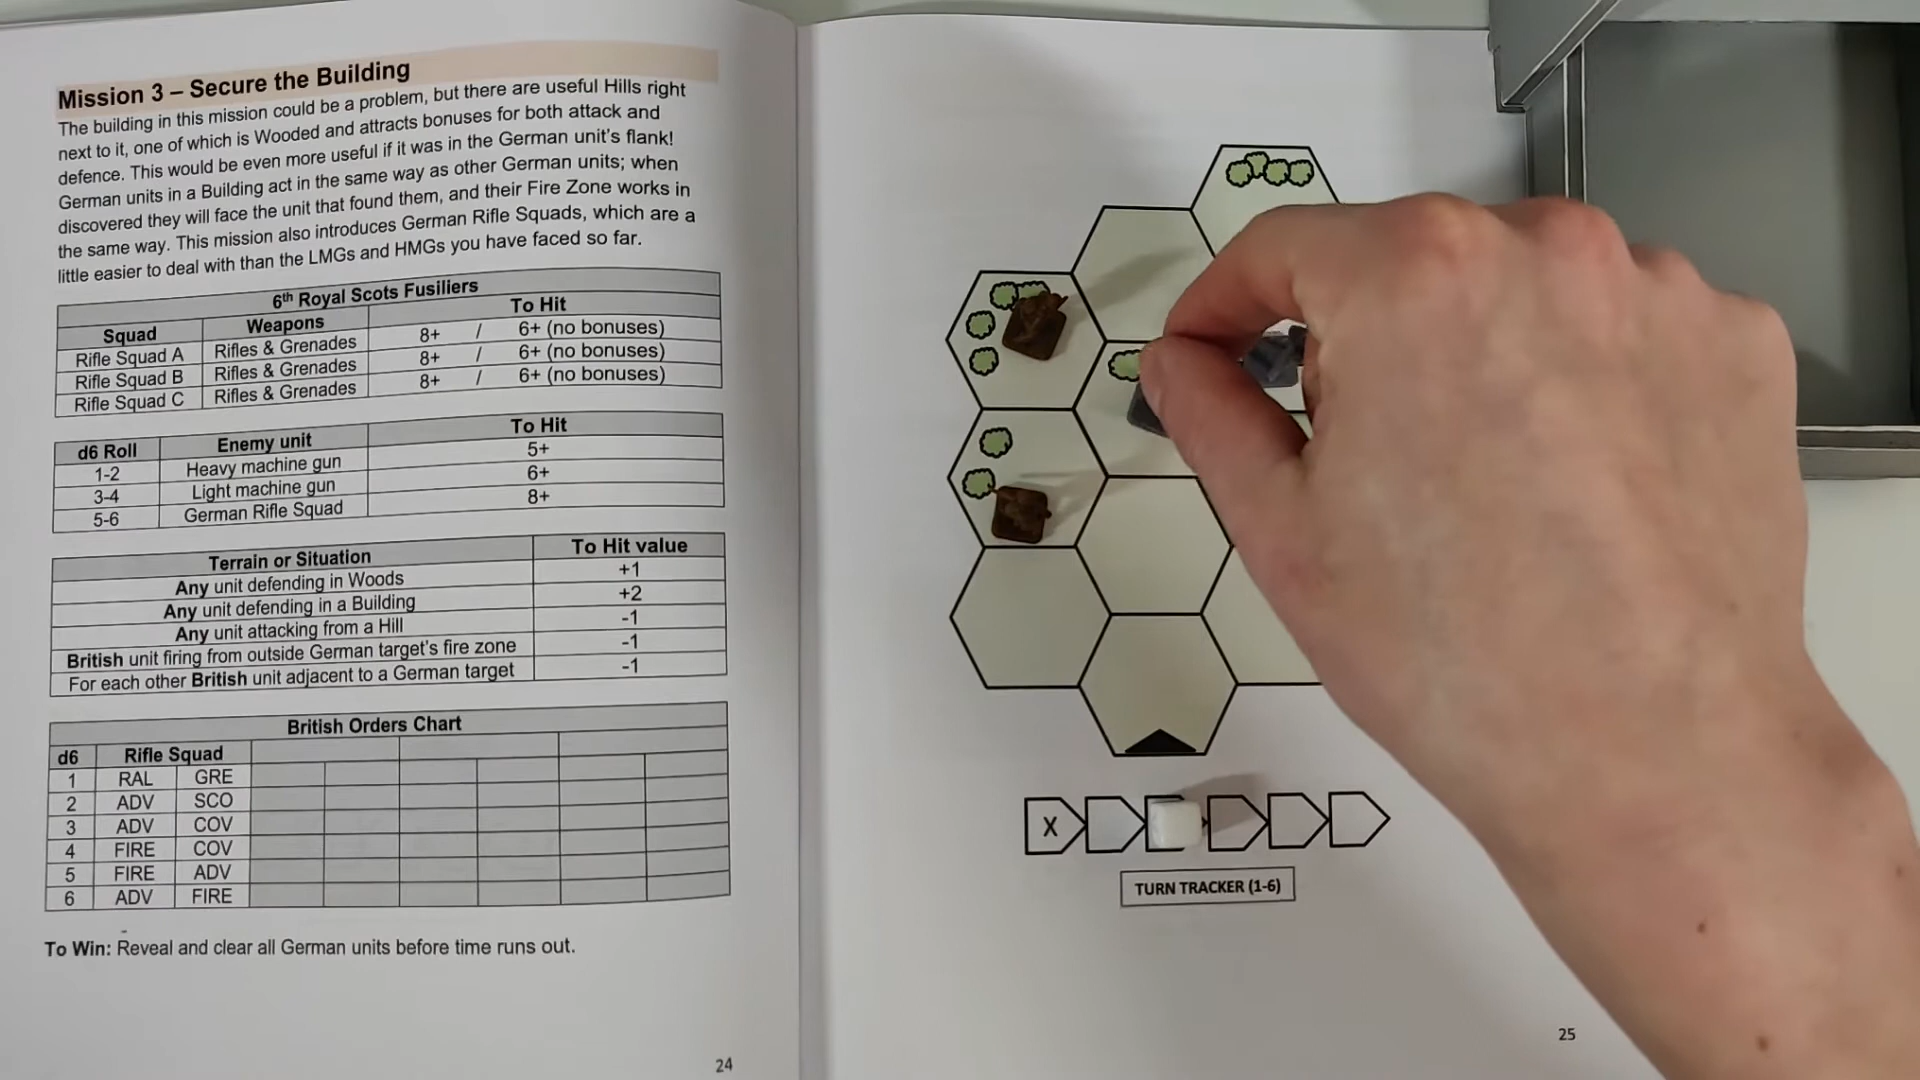 Mission 3 – Secure the Building
The building in this mission could be a problem, but there are useful Hills right
next to it, one of which is Wooded and attracts bonuses for both attack and
defence. This would be even more useful if it was in the German unit's flank!
German units in a Building act in the same way as other German units; when
discovered they will face the unit that found them, and their Fire Zone works in
the same way. This mission also introduces German Rifle Squads, which are a
little easier to deal with than the LMGs and HMGs you have faced so far.
6th Royal Scots Fusiliers
Squad Weapons To Hit
Rifle Squad A Rifles & Grenades 8+ / 6+ (no bonuses)
Rifle Squad B Rifles & Grenades 8+ / 6+ (no bonuses)
Rifle Squad C Rifles & Grenades 8+ / 6+ (no bonuses)
d6 Roll Enemy unit To Hit
1-2 Heavy machine gun 5+
3-4 Light machine gun 6+
5-6 German Rifle Squad 8+
Terrain or Situation To Hit value
Any unit defending in Woods +1
Any unit defending in a Building +2
Any unit attacking from a Hill -1
British unit firing from outside German target's fire zone -1
For each other British unit adjacent to a German target -1
British Orders Chart
d6 Rifle Squad
1 RAL GRE
2 ADV SCO
3 ADV COV
4 FIRE COV
5 FIRE ADV
6 ADV FIRE
To Win: Reveal and clear all German units before time runs out.
24
X
TURN TRACKER (1-6)
25